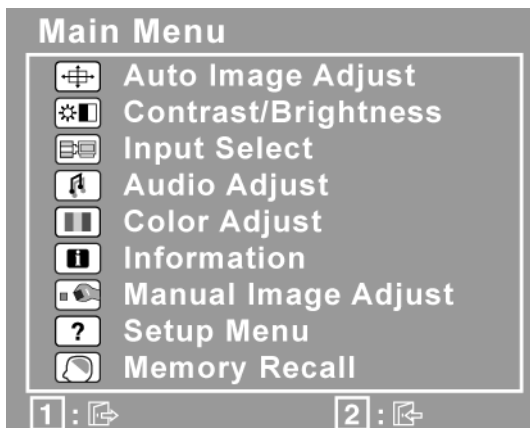 Main Menu
Auto Image Adjust
Contrast/Brightness
Input Select
Audio Adjust
Color Adjust
i Information
Manual Image Adjust
? Setup Menu
Memory Recall
1 : 2 :